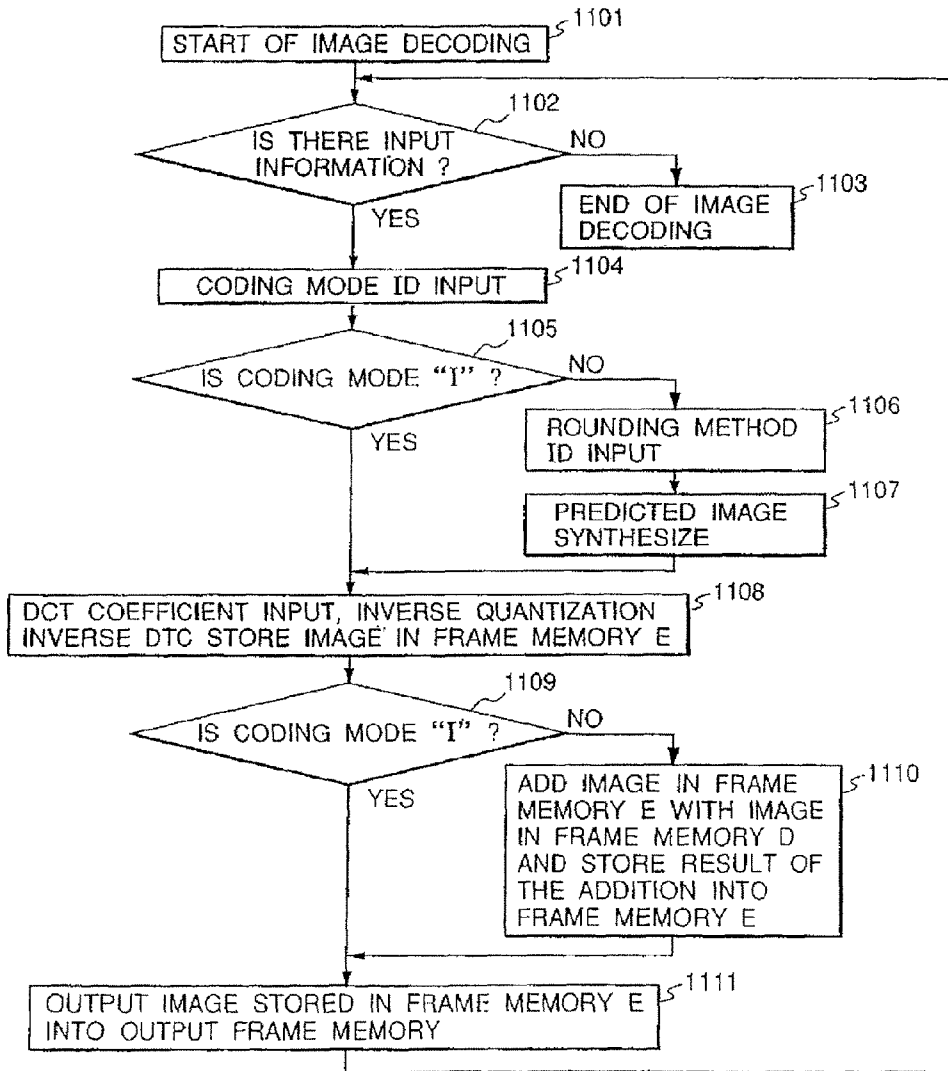 1101
START OF IMAGE DECODING
1102
IS THERE INPUT
INFORMATION ?
NO
YES
1103
END OF IMAGE
DECODING
1104
CODING MODE ID INPUT
1105
IS CODING MODE “I” ?
NO
YES
1106
ROUNDING METHOD
ID INPUT
1107
PREDICTED IMAGE
SYNTHESIZE
1108
DCT COEFFICIENT INPUT, INVERSE QUANTIZATION
INVERSE DTC STORE IMAGE IN FRAME MEMORY E
1109
IS CODING MODE “I” ?
NO
YES
1110
ADD IMAGE IN FRAME
MEMORY E WITH IMAGE
IN FRAME MEMORY D
AND STORE RESULT OF
THE ADDITION INTO
FRAME MEMORY E
1111
OUTPUT IMAGE STORED IN FRAME MEMORY E
INTO OUTPUT FRAME MEMORY